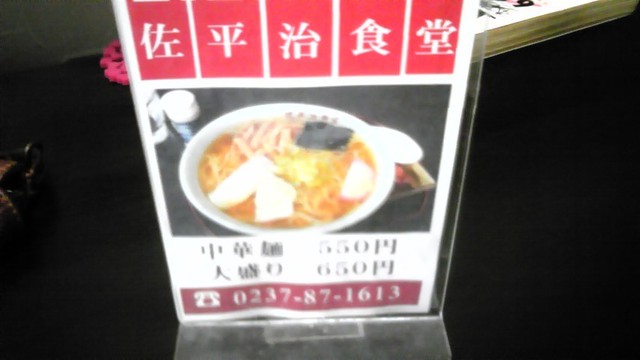 佐平治食堂
中華麺 550円
大盛り 650円
☎ 0237-87-1613